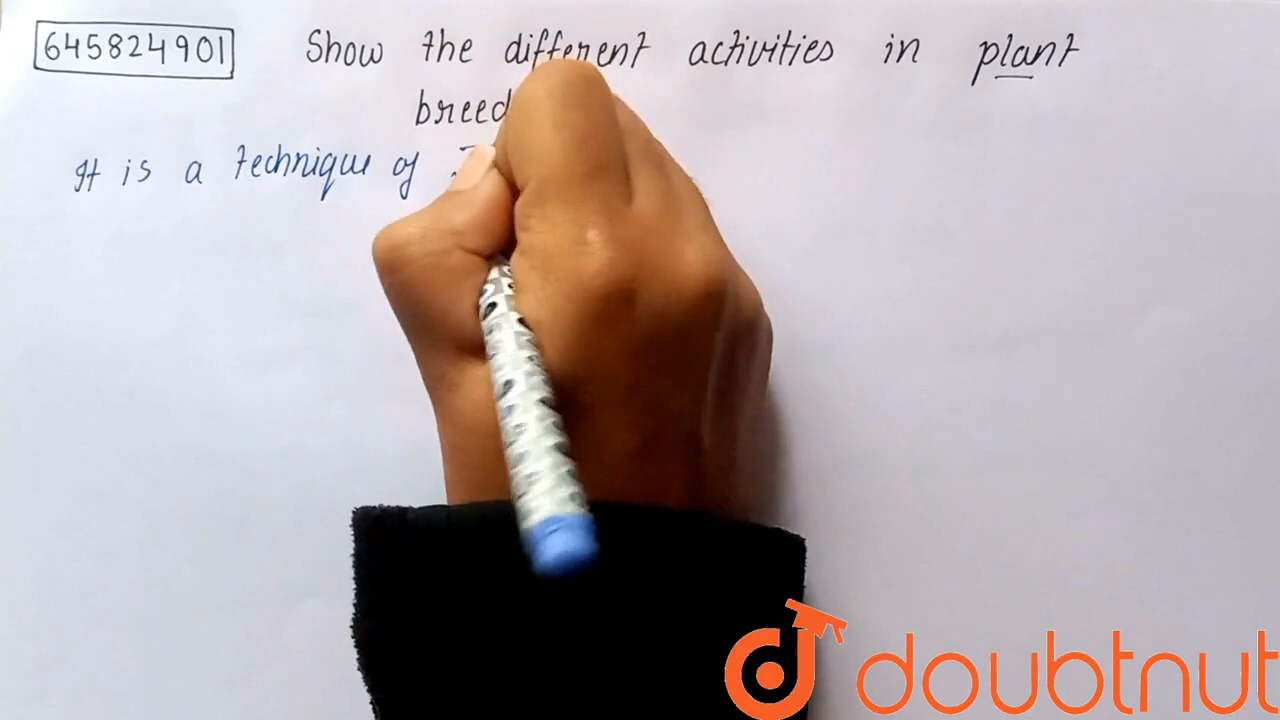 645824901 Show the different activities in plant
breed
It is a technique of
doubtnut